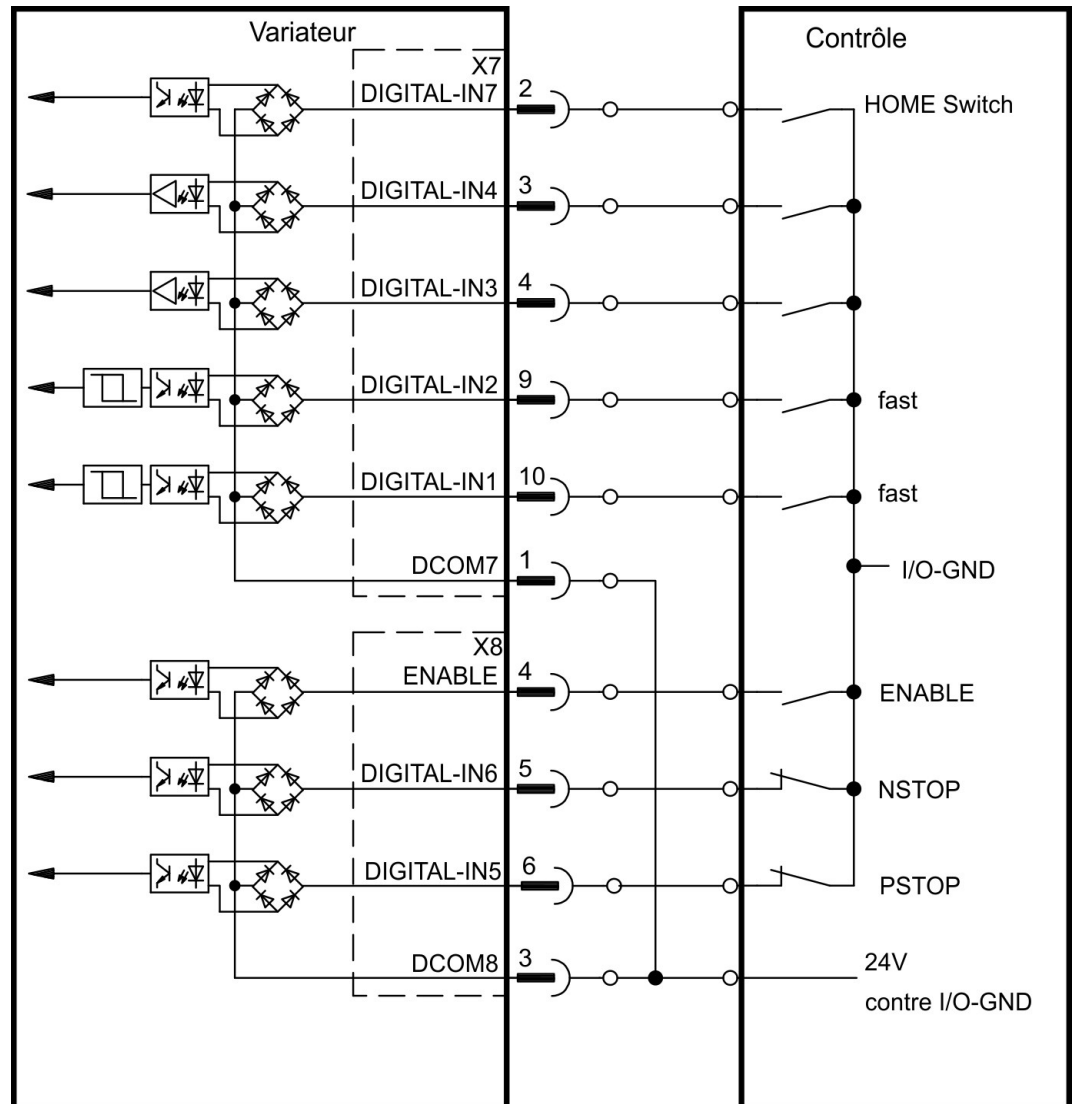 Variateur
Contrôle
X7
DIGITAL-IN7 2 HOME Switch
DIGITAL-IN4 3
DIGITAL-IN3 4
DIGITAL-IN2 9 fast
DIGITAL-IN1 10 fast
DCOM7 1 I/O-GND
X8
ENABLE 4 ENABLE
DIGITAL-IN6 5 NSTOP
DIGITAL-IN5 6 PSTOP
DCOM8 3 24V
contre I/O-GND